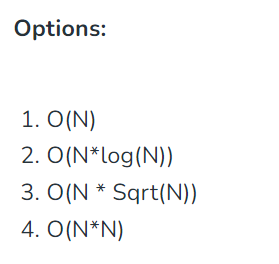 Options:
1. O(N)
2. O(N*log(N))
3. O(N * Sqrt(N))
4. O(N*N)